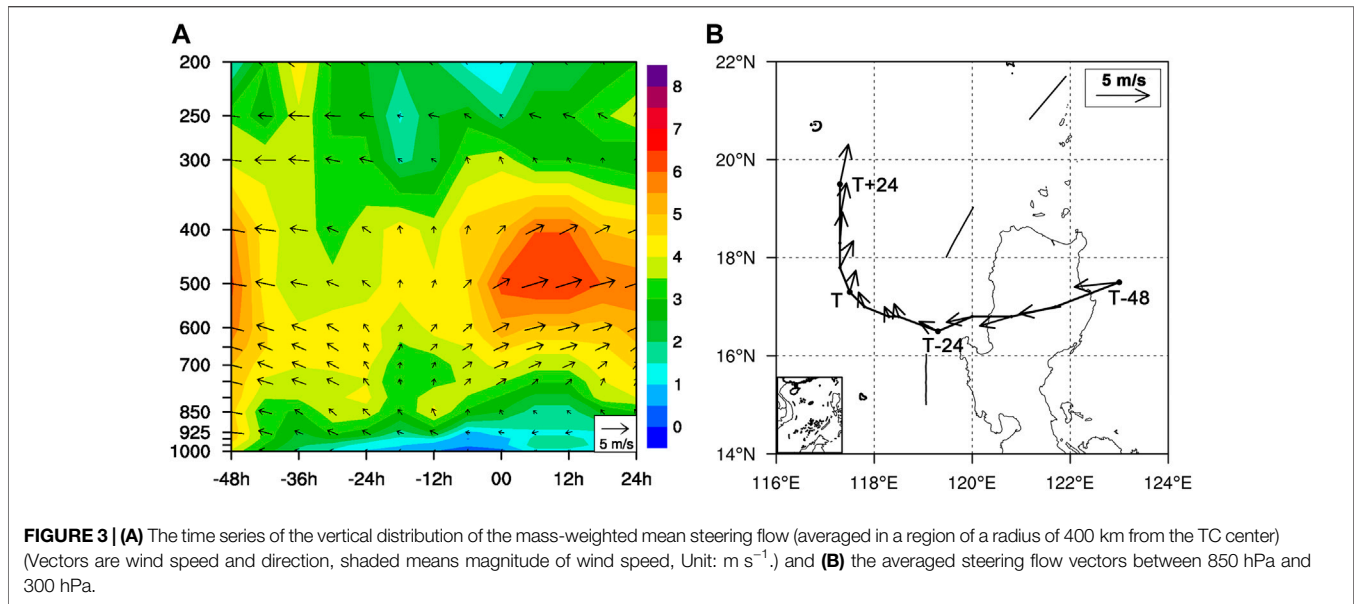 A
200
250
300
400
500
600
700
850
925
1000
-48h -36h -24h -12h 00 12h 24h
5 m/s
8
7
6
5
4
3
2
1
0
B
22°N
20°N
18°N
16°N
14°N
116°E 118°E 120°E 122°E 124°E
5 m/s
T+24
T
T-24
T-48
FIGURE 3 | (A) The time series of the vertical distribution of the mass-weighted mean steering flow (averaged in a region of a radius of 400 km from the TC center)
(Vectors are wind speed and direction, shaded means magnitude of wind speed, Unit: m s⁻¹.) and (B) the averaged steering flow vectors between 850 hPa and
300 hPa.